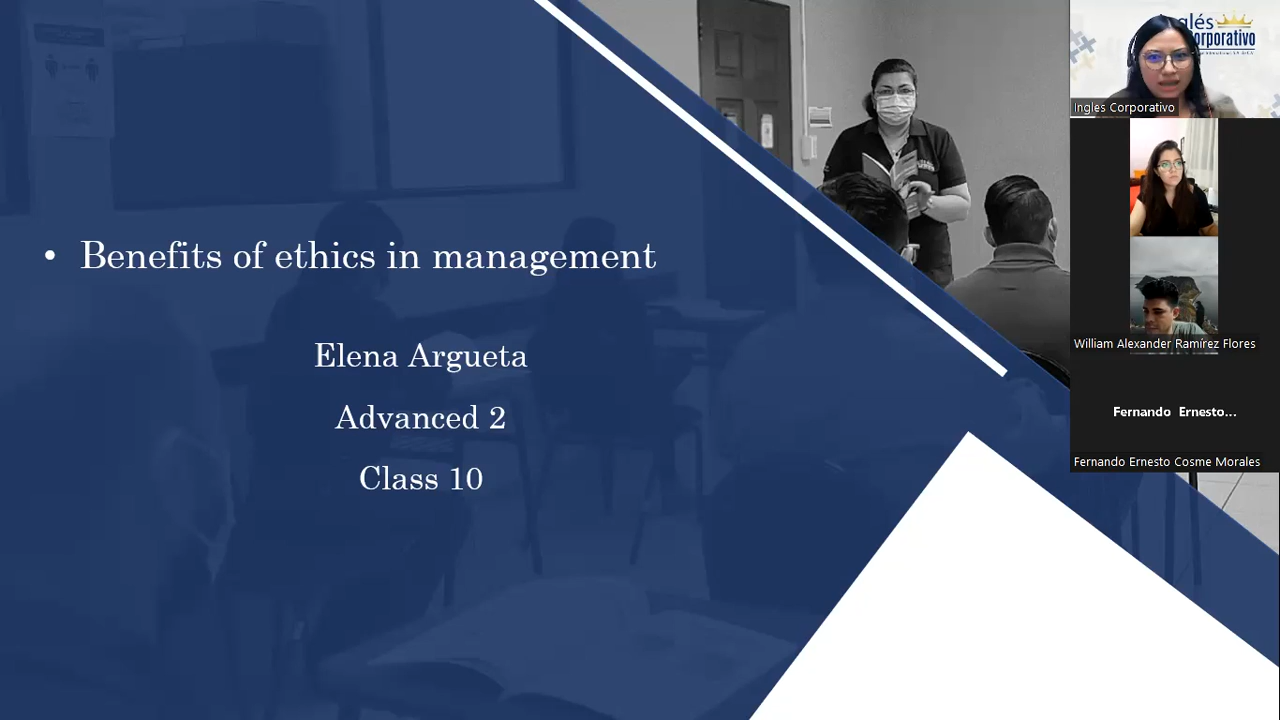 • Benefits of ethics in management
Elena Argueta
Advanced 2
Class 10
Inglés
Corporativo
Ingles Corporativo
William Alexander Ramírez Flores
Fernando Ernesto...
Fernando Ernesto Cosme Morales